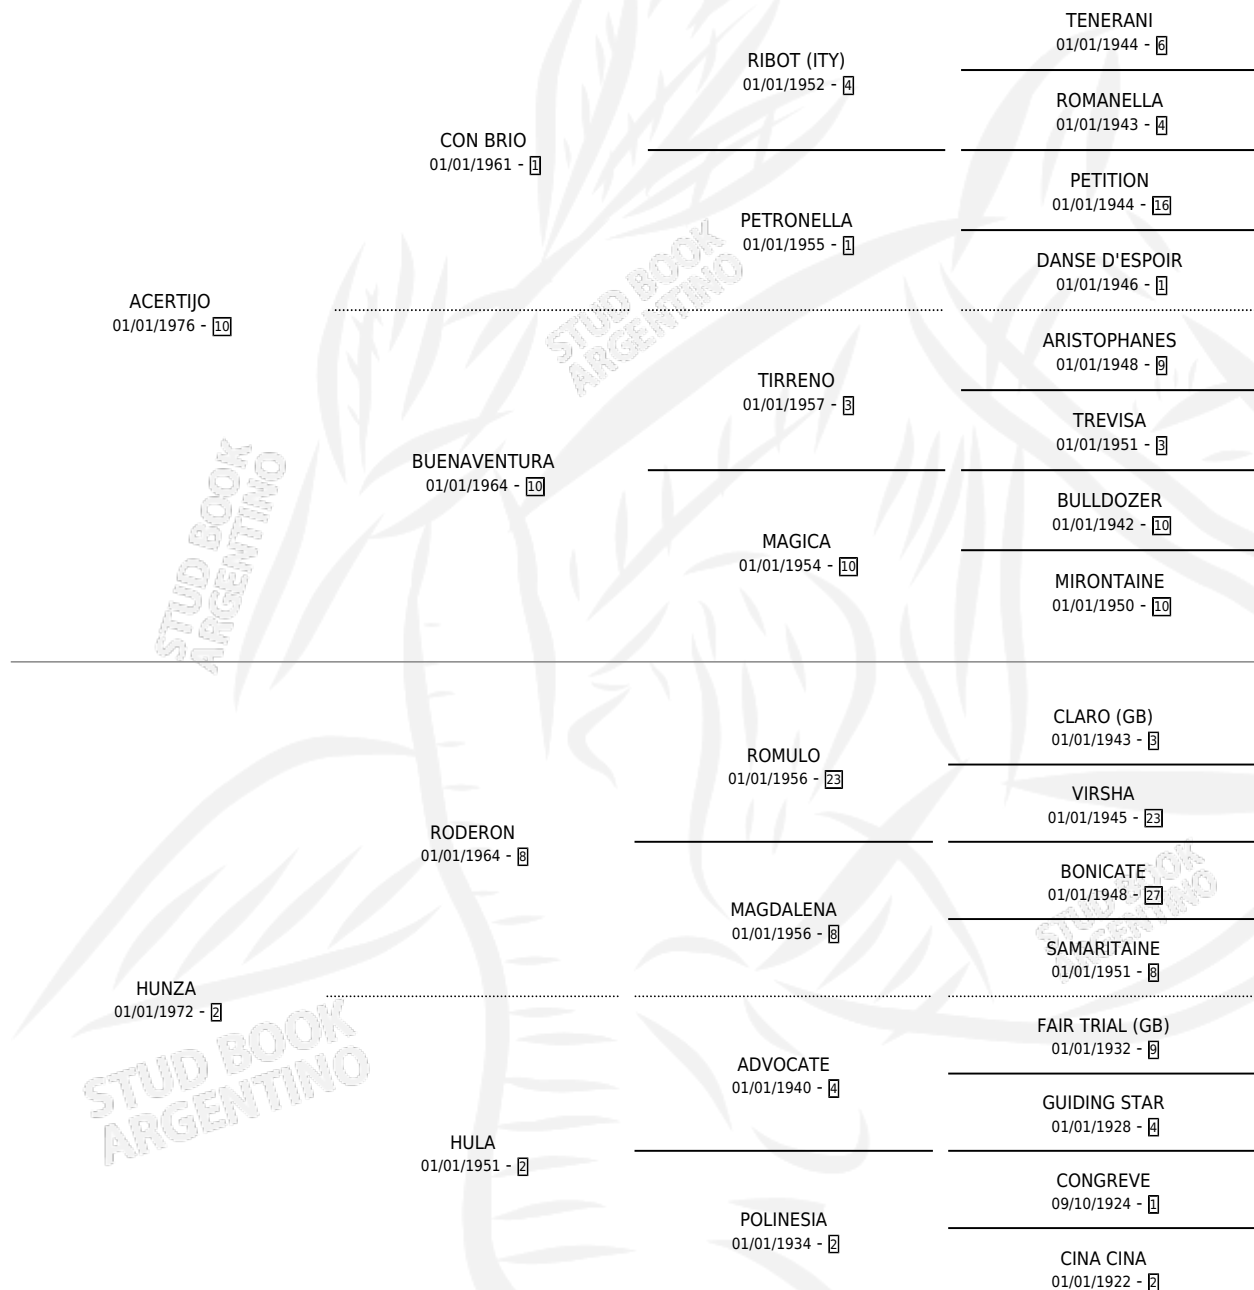 TENERANI
01/01/1944 - 6
RIBOT (ITY)
01/01/1952 - 4
ROMANELLA
01/01/1943 - 4
CON BRIO
01/01/1961 - 1
PETITION
01/01/1944 - 16
PETRONELLA
01/01/1955 - 1
DANSE D'ESPOIR
01/01/1946 - 1
ACERTIJO
01/01/1976 - 10
STUD BOOK
ARGENTINO
ARISTOPHANES
01/01/1948 - 9
TIRRENO
01/01/1957 - 3
TREVISA
01/01/1951 - 3
BUENAVENTURA
01/01/1964 - 10
BULLDOZER
01/01/1942 - 10
MAGICA
01/01/1954 - 10
MIRONTAINE
01/01/1950 - 10
STUD BOOK
ARGENTINO
CLARO (GB)
01/01/1943 - 3
ROMULO
01/01/1956 - 23
VIRSHA
01/01/1945 - 23
RODERON
01/01/1964 - 8
BONICATE
01/01/1948 - 27
MAGDALENA
01/01/1956 - 8
STUD BOOK
ARGENTINO
SAMARITAINE
01/01/1951 - 8
HUNZA
01/01/1972 - 2
FAIR TRIAL (GB)
01/01/1932 - 9
STUD BOOK
ARGENTINO
ADVOCATE
01/01/1940 - 4
GUIDING STAR
01/01/1928 - 4
HULA
01/01/1951 - 2
CONGREVE
09/10/1924 - 1
POLINESIA
01/01/1934 - 2
CINA CINA
01/01/1922 - 2